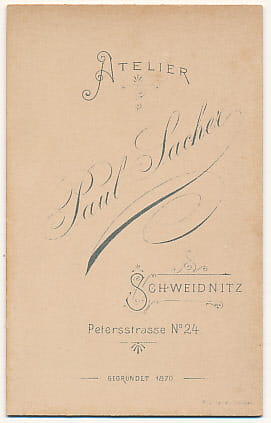 ATELIER
Paul Sacher
SCHWEIDNITZ
Petersstrasse No 24
GEGRÜNDET 1870